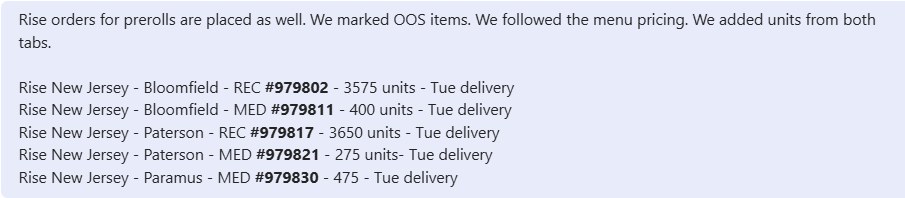 Rise orders for prerolls are placed as well. We marked OOS items. We followed the menu pricing. We added units from both
tabs.
Rise New Jersey - Bloomfield - REC #979802 - 3575 units - Tue delivery
Rise New Jersey - Bloomfield - MED #979811 - 400 units - Tue delivery
Rise New Jersey - Paterson - REC #979817 - 3650 units - Tue delivery
Rise New Jersey - Paterson - MED #979821 - 275 units- Tue delivery
Rise New Jersey - Paramus - MED #979830 - 475 - Tue delivery